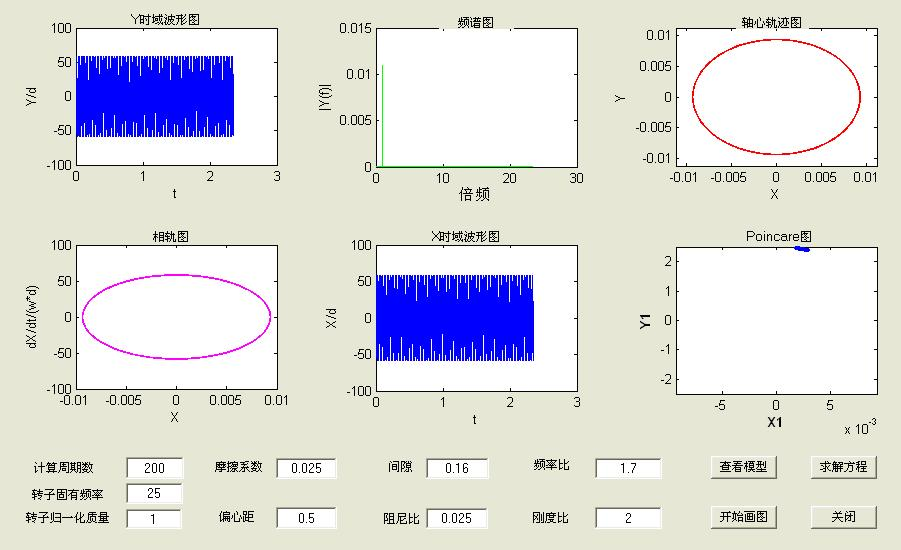 Y时域波形图
100
50
0
-50
-100
Y/d
0 1 2 3
t
频谱图
0.015
0.01
0.005
0
|Y(f)|
0 10 20 30
倍频
轴心轨迹图
0.01
0.005
0
-0.005
-0.01
Y
-0.01 -0.005 0 0.005 0.01
X
相轨图
100
50
0
-50
-100
dX/dt/(w*d)
-0.01 -0.005 0 0.005 0.01
X
X时域波形图
100
50
0
-50
-100
X/d
0 1 2 3
t
Poincare图
2
1
0
-1
-2
Y1
-5 0 5
X1
x 10-3
计算周期数 200 摩擦系数 0.025 间隙 0.16 频率比 1.7 查看模型 求解方程
转子固有频率 25
转子归一化质量 1 偏心距 0.5 阻尼比 0.025 刚度比 2 开始画图 关闭